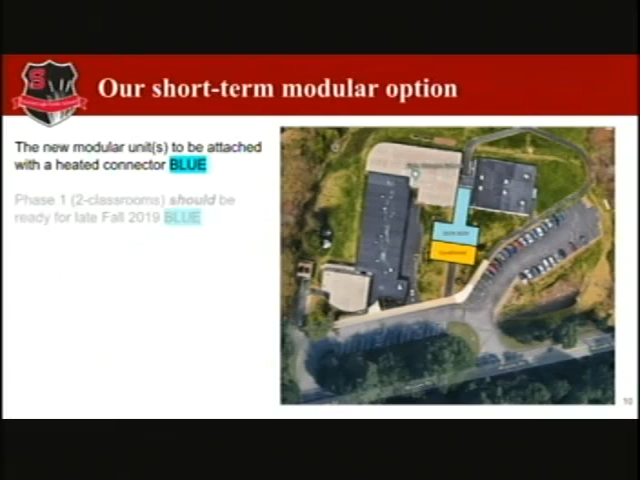 Our short-term modular option
The new modular unit(s) to be attached
with a heated connector BLUE
Phase 1 (2-classrooms) should be
ready for late Fall 2019 BLUE
S
10